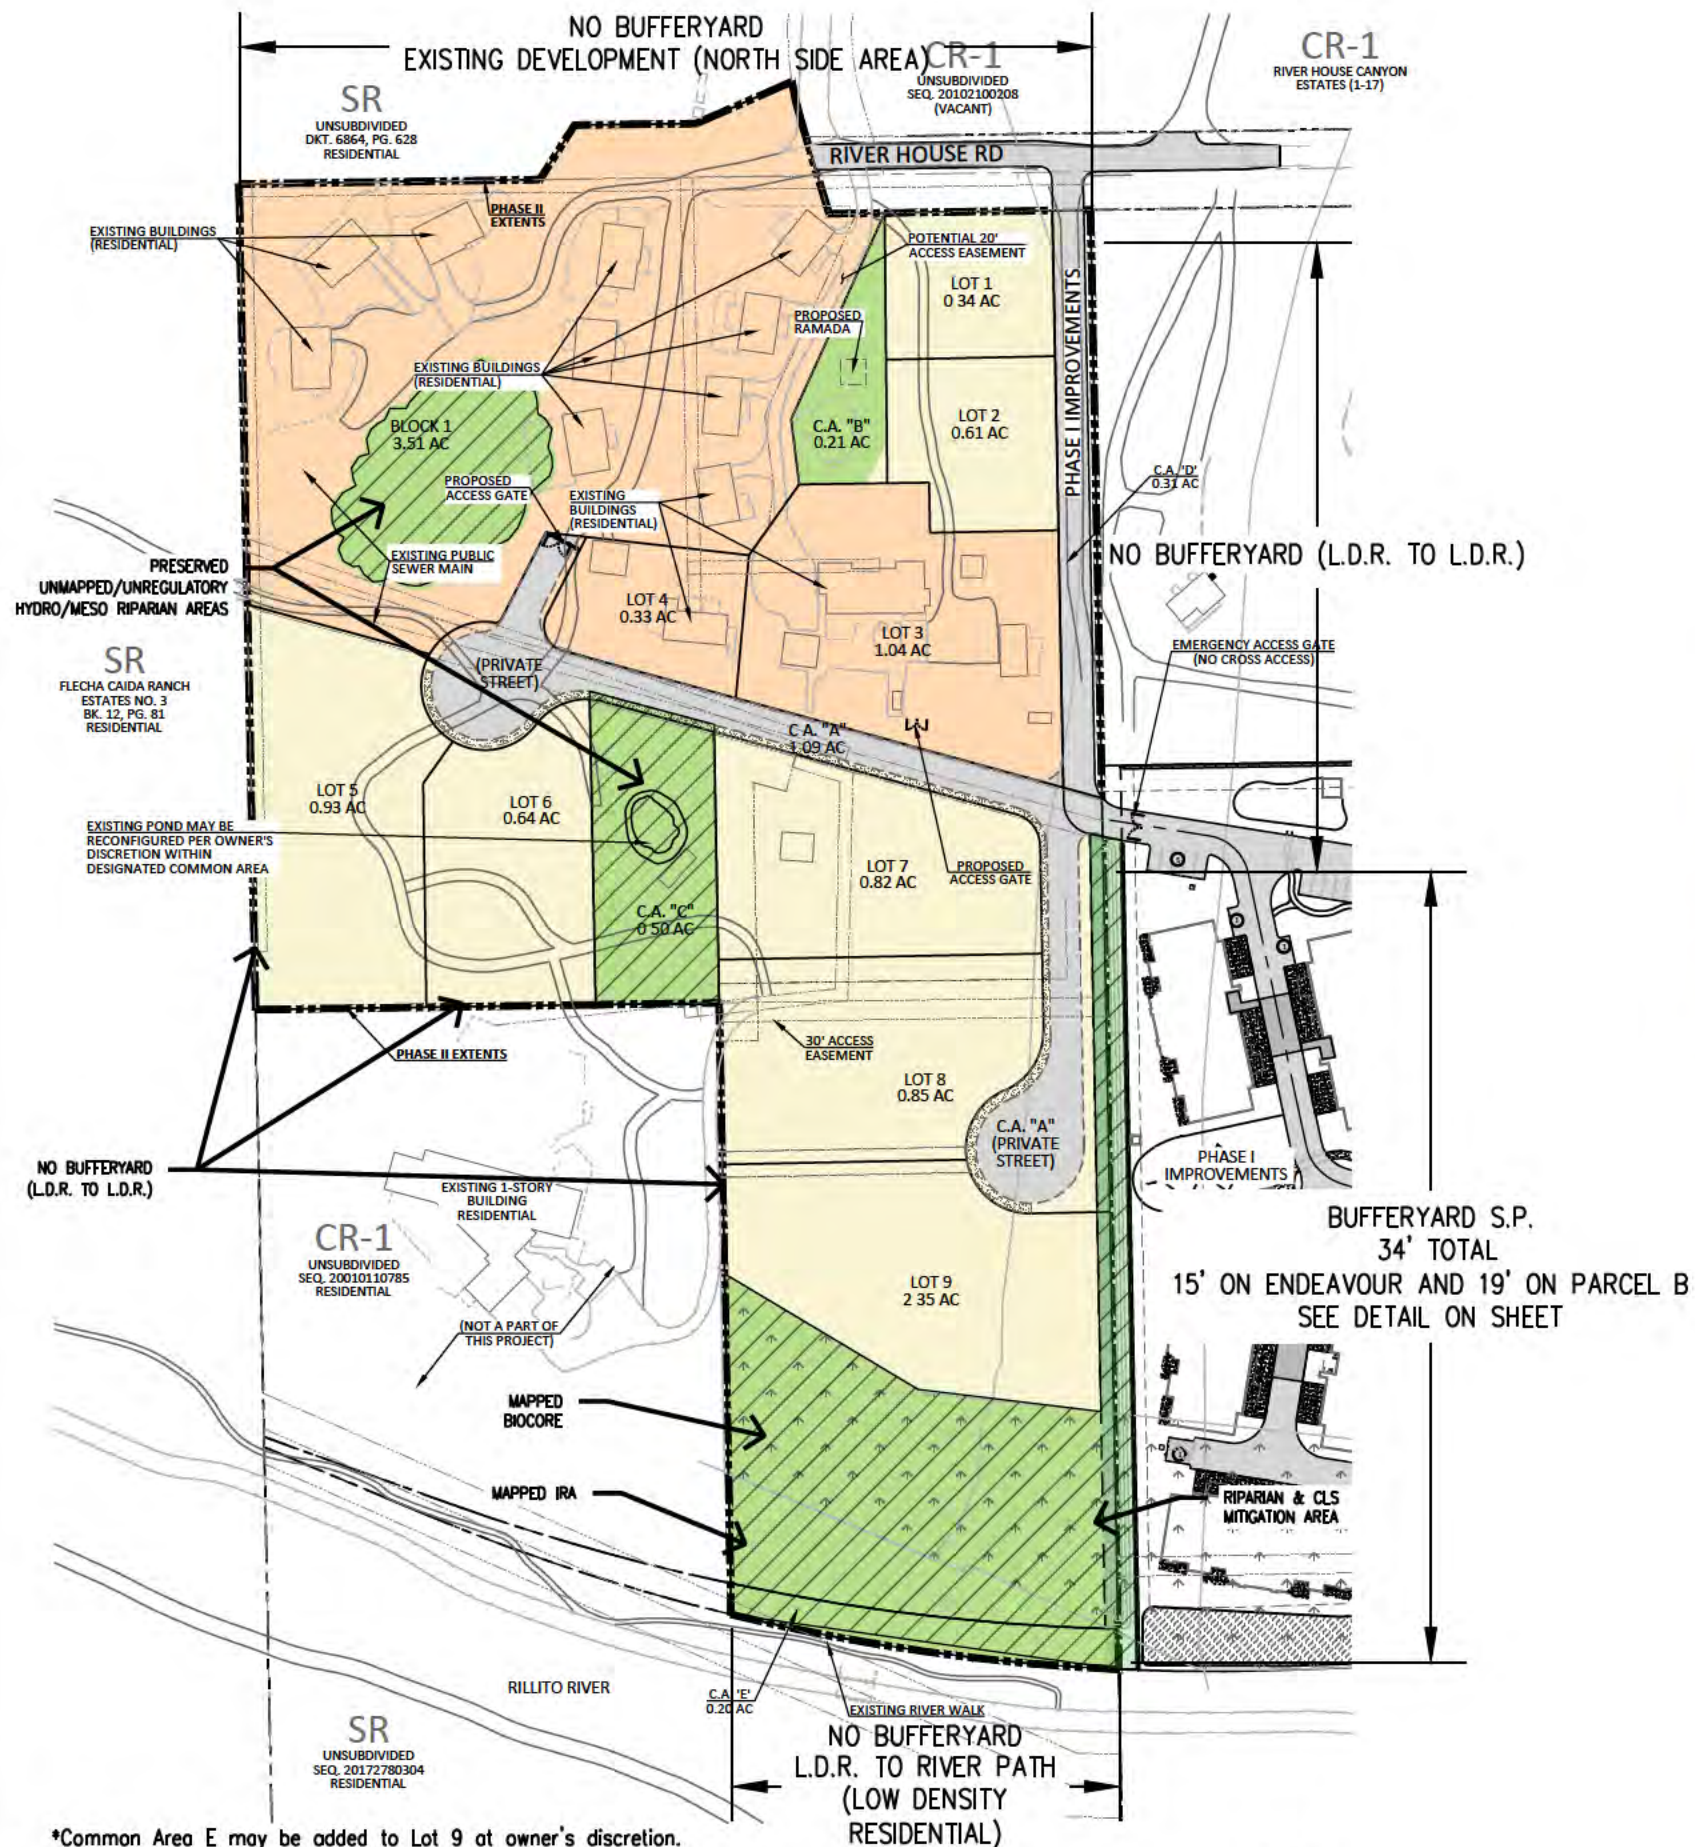 NO BUFFERYARD
EXISTING DEVELOPMENT (NORTH SIDE AREA)
CR-1
UNSUBDIVIDED
SEQ. 20102100208
(VACANT)
CR-1
RIVER HOUSE CANYON
ESTATES (1-17)
SR
UNSUBDIVIDED
DKT. 6864, PG. 628
RESIDENTIAL
RIVER HOUSE RD
PHASE II
EXTENTS
EXISTING BUILDINGS
(RESIDENTIAL)
POTENTIAL 20'
ACCESS EASEMENT
LOT 1
0 34 AC
PHASE I IMPROVEMENTS
PROPOSED
RAMADA
EXISTING BUILDINGS
(RESIDENTIAL)
BLOCK 1
3.51 AC
C.A. "B"
0.21 AC
LOT 2
0.61 AC
C.A. 'D'
0.31 AC
PROPOSED
ACCESS GATE
EXISTING
BUILDINGS
(RESIDENTIAL)
NO BUFFERYARD (L.D.R. TO L.D.R.)
EXISTING PUBLIC
SEWER MAIN
PRESERVED
UNMAPPED/UNREGULATORY
HYDRO/MESO RIPARIAN AREAS
LOT 4
0.33 AC
LOT 3
1.04 AC
EMERGENCY ACCESS GATE
(NO CROSS ACCESS)
SR
FLECHA CAIDA RANCH
ESTATES NO. 3
BK. 12, PG. 81
RESIDENTIAL
(PRIVATE
STREET)
C A. "A"
1.09 AC
LOT 5
0.93 AC
LOT 6
0.64 AC
EXISTING POND MAY BE
RECONFIGURED PER OWNER'S
DISCRETION WITHIN
DESIGNATED COMMON AREA
LOT 7
0.82 AC
PROPOSED
ACCESS GATE
C.A. "C"
0 50 AC
30' ACCESS
EASEMENT
PHASE II EXTENTS
LOT 8
0.85 AC
C.A. "A"
(PRIVATE
STREET)
PHASE I
IMPROVEMENTS
NO BUFFERYARD
(L.D.R. TO L.D.R.)
EXISTING 1-STORY
BUILDING
RESIDENTIAL
BUFFERYARD S.P.
34' TOTAL
15' ON ENDEAVOUR AND 19' ON PARCEL B
SEE DETAIL ON SHEET
CR-1
UNSUBDIVIDED
SEQ. 20010110785
RESIDENTIAL
LOT 9
2 35 AC
(NOT A PART OF
THIS PROJECT)
MAPPED
BIOCORE
MAPPED IRA
RIPARIAN & CLS
MITIGATION AREA
RILLITO RIVER
C.A. 'E'
0.20 AC
EXISTING RIVER WALK
SR
UNSUBDIVIDED
SEQ. 20172780304
RESIDENTIAL
NO BUFFERYARD
L.D.R. TO RIVER PATH
(LOW DENSITY
RESIDENTIAL)
*Common Area E may be added to Lot 9 at owner's discretion.